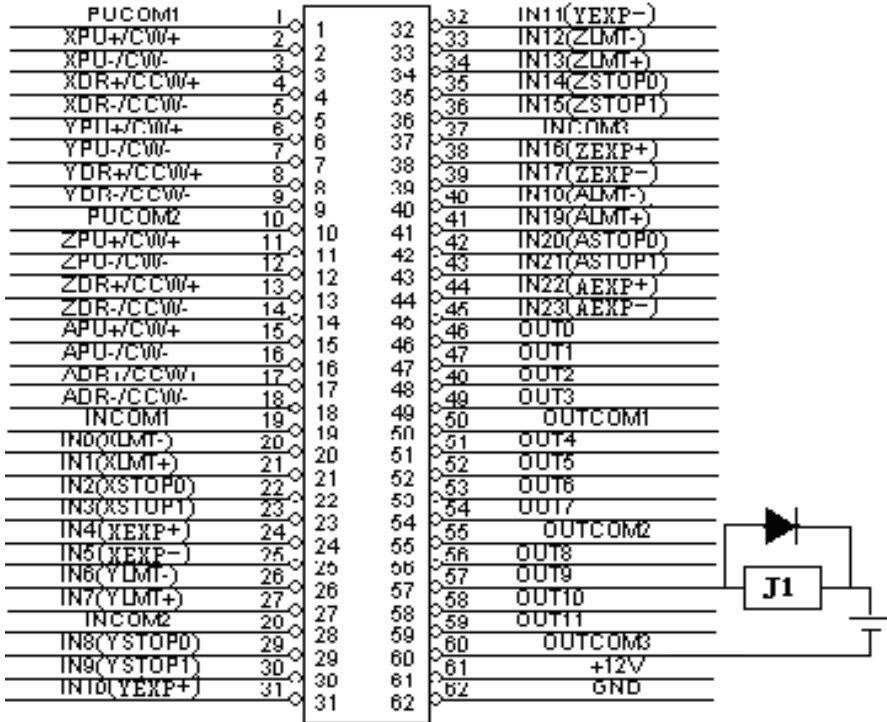 PUCOM1 1
XPU+/CW+ 2
XPU-/CW- 3
XDR+/CCW+ 4
XDR-/CCW- 5
YPU+/CW+ 6
YPU-/CW- 7
YDR+/CCW+ 8
YDR-/CCW- 9
PUCOM2 10
ZPU+/CW+ 11
ZPU-/CW- 12
ZDR+/CCW+ 13
ZDR-/CCW- 14
APU+/CW+ 15
APU-/CW- 16
ADR+/CCW+ 17
ADR-/CCW- 18
INCOM1 19
IN0(XLMT-) 20
IN1(XLMT+) 21
IN2(XSTOP0) 22
IN3(XSTOP1) 23
IN4(XEXP+) 24
IN5(XEXP-) 25
IN6(YLMT-) 26
IN7(YLMT+) 27
INCOM2 28
IN8(YSTOP0) 29
IN9(YSTOP1) 30
IN10(YEXP+) 31
1 32
2 33
3 34
4 35
5 36
6 37
7 38
8 39
9 40
10 41
11 42
12 43
13 44
14 45
15 46
16 47
17 48
18 49
19 50
20 51
21 52
22 53
23 54
24 55
25 56
26 57
27 58
28 59
29 60
30 61
31 62
32 IN11(YEXP-)
33 IN12(ZLMT-)
34 IN13(ZLMT+)
35 IN14(ZSTOP0)
36 IN15(ZSTOP1)
37 INCOM3
38 IN16(ZEXP+)
39 IN17(ZEXP-)
40 IN18(ALMT-)
41 IN19(ALMT+)
42 IN20(ASTOP0)
43 IN21(ASTOP1)
44 IN22(AEXP+)
45 IN23(AEXP-)
46 OUT0
47 OUT1
48 OUT2
49 OUT3
50 OUTCOM1
51 OUT4
52 OUT5
53 OUT6
54 OUT7
55 OUTCOM2
56 OUT8
57 OUT9
58 OUT10
59 OUT11
60 OUTCOM3
61 +12V
62 GND
J1